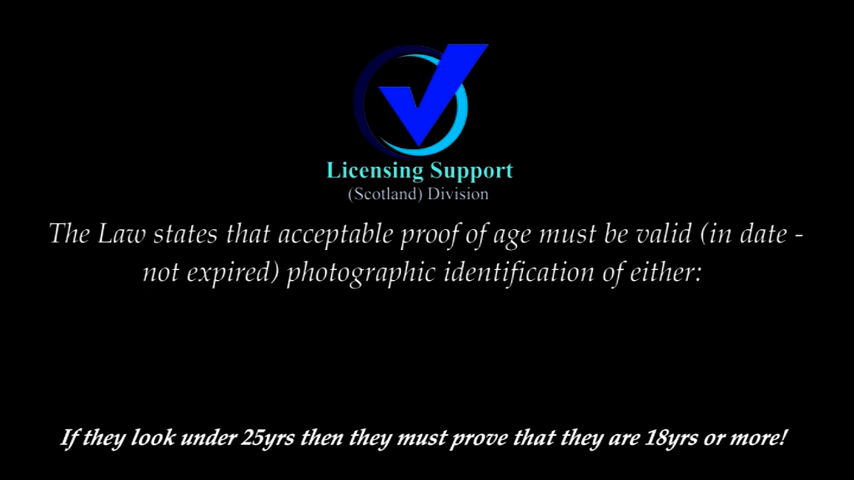 Licensing Support
(Scotland) Division
The Law states that acceptable proof of age must be valid (in date -
not expired) photographic identification of either:
If they look under 25yrs then they must prove that they are 18yrs or more!